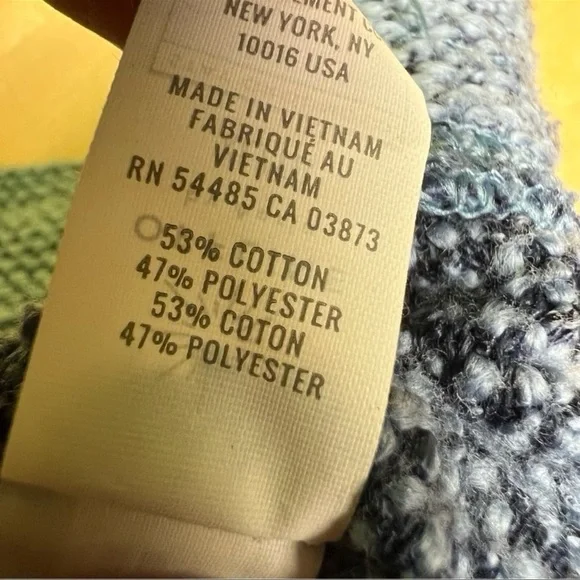 NEW YORK, NY
10016 USA
MADE IN VIETNAM
FABRIQUÉ AU
VIETNAM
RN 54485 CA 03873
53% COTTON
47% POLYESTER
53% COTON
47% POLYESTER